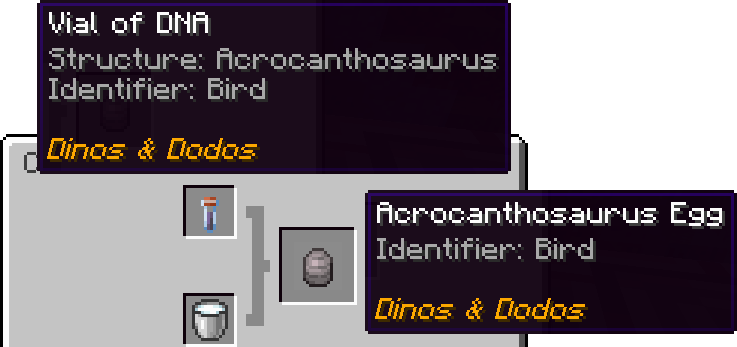 Vial of DNA
Structure: Acrocanthosaurus
Identifier: Bird
Dinos & Dodos
Acrocanthosaurus Egg
Identifier: Bird
Dinos & Dodos